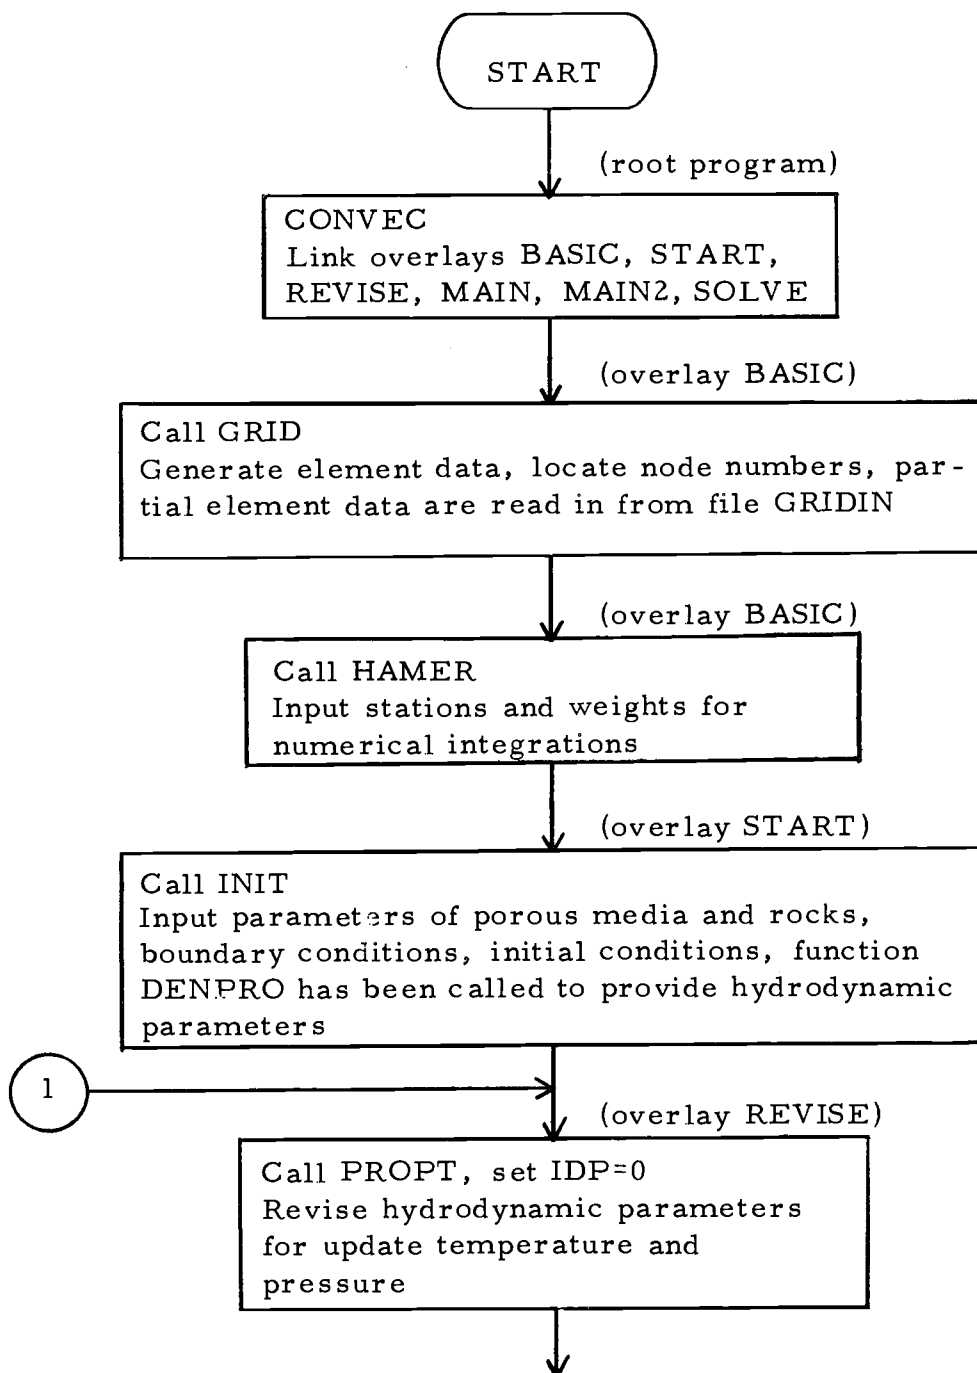 START
(root program)
CONVEC
Link overlays BASIC, START,
REVISE, MAIN, MAIN2, SOLVE
(overlay BASIC)
Call GRID
Generate element data, locate node numbers, par-
tial element data are read in from file GRIDIN
(overlay BASIC)
Call HAMER
Input stations and weights for
numerical integrations
(overlay START)
Call INIT
Input parameters of porous media and rocks,
boundary conditions, initial conditions, function
DENPRO has been called to provide hydrodynamic
parameters
1
(overlay REVISE)
Call PROPT, set IDP=0
Revise hydrodynamic parameters
for update temperature and
pressure